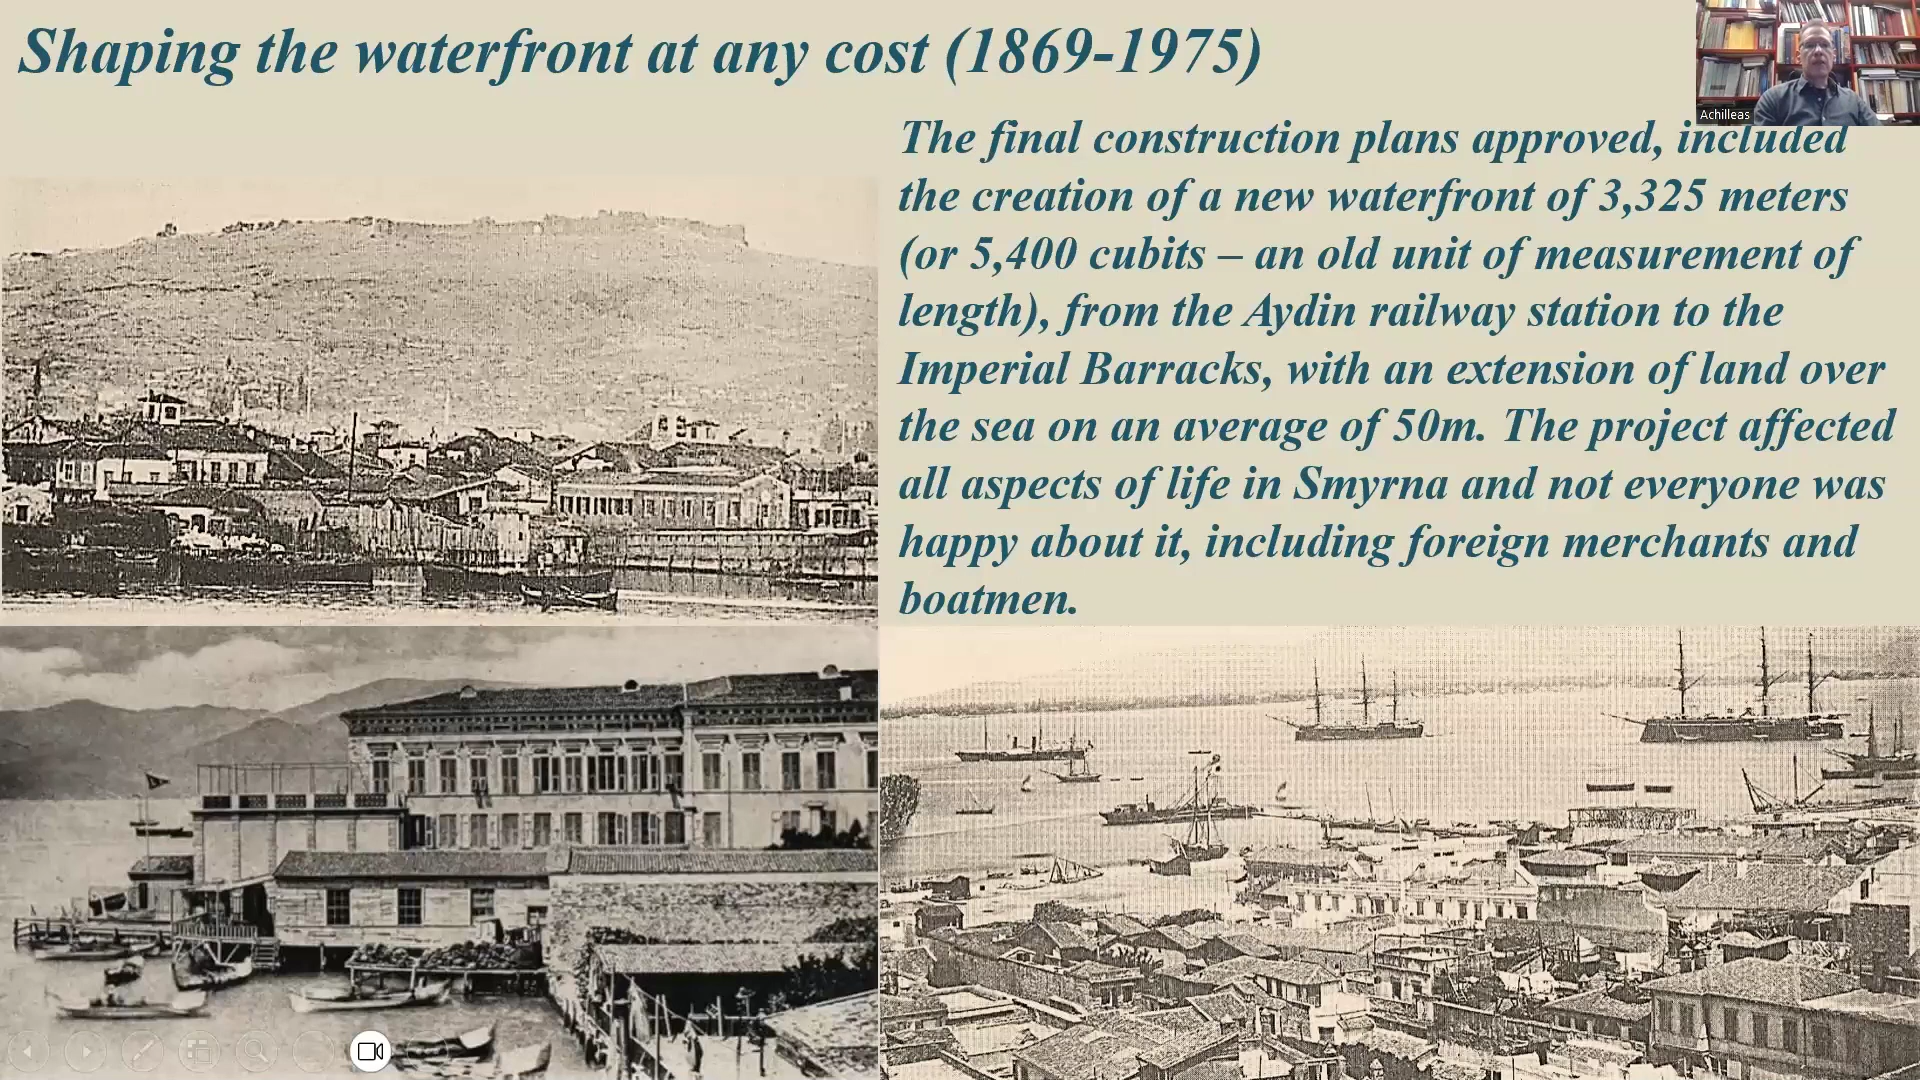 Shaping the waterfront at any cost (1869-1975)
Achilleas
The final construction plans approved, included
the creation of a new waterfront of 3,325 meters
(or 5,400 cubits – an old unit of measurement of
length), from the Aydin railway station to the
Imperial Barracks, with an extension of land over
the sea on an average of 50m. The project affected
all aspects of life in Smyrna and not everyone was
happy about it, including foreign merchants and
boatmen.